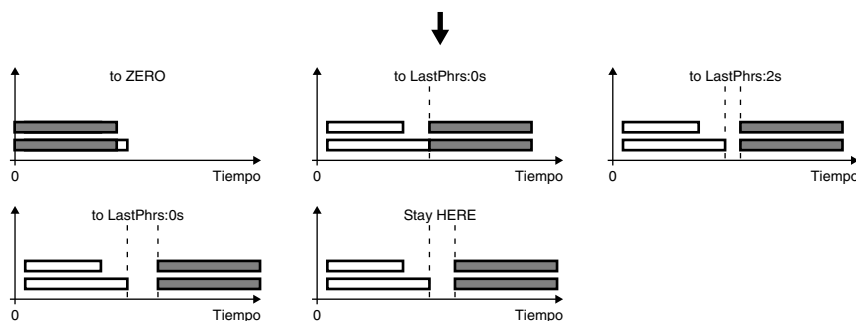 to ZERO
to LastPhrs:0s
to LastPhrs:2s
0
Tiempo
0
Tiempo
0
Tiempo
to LastPhrs:0s
Stay HERE
0
Tiempo
0
Tiempo